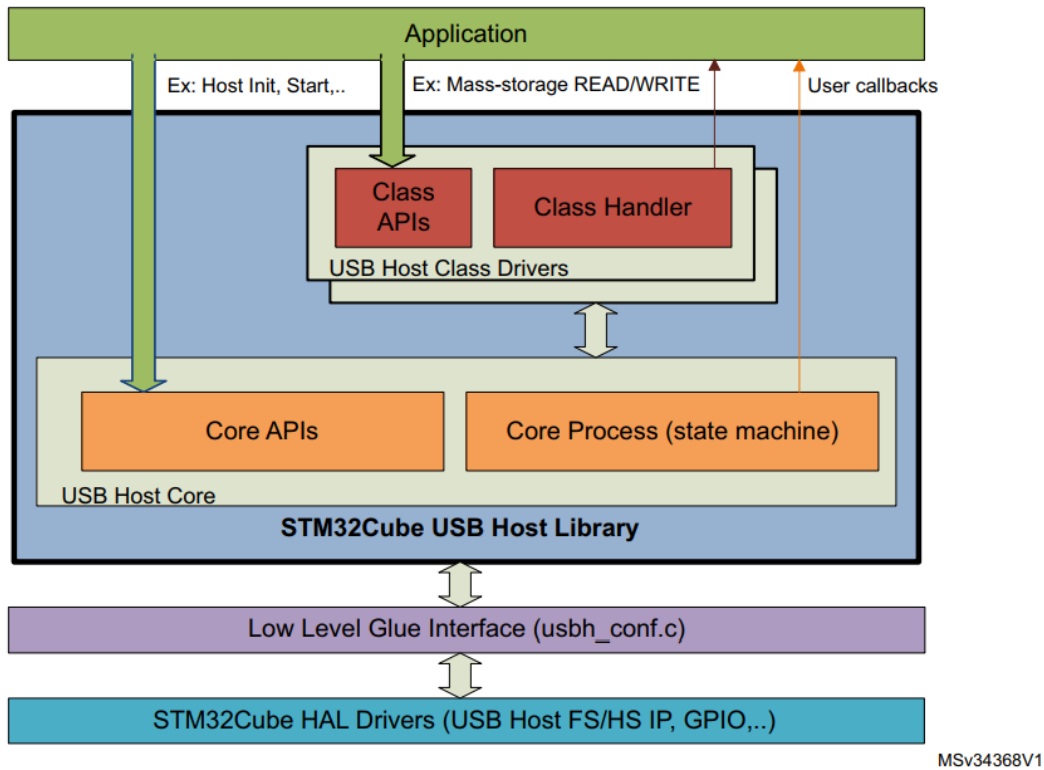 Application
Ex: Host Init, Start,..
Ex: Mass-storage READ/WRITE
User callbacks
Class
APIs
Class Handler
USB Host Class Drivers
Core APIs
Core Process (state machine)
USB Host Core
STM32Cube USB Host Library
Low Level Glue Interface (usbh_conf.c)
STM32Cube HAL Drivers (USB Host FS/HS IP, GPIO,..)
MSv34368V1